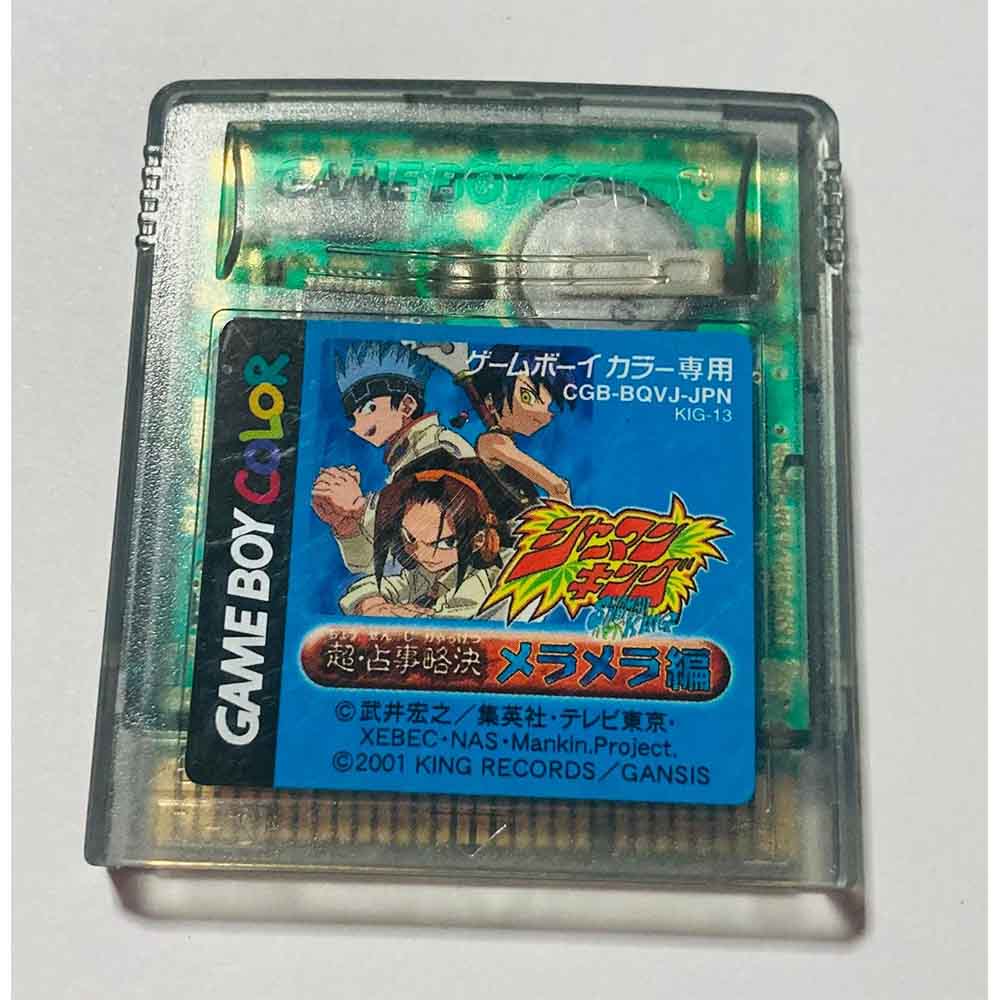 GAME BOY COLOR
GAME BOY COLOR
ゲームボーイカラー専用
CGB-BQVJ-JPN
KIG-13
シャーマン
キング
SHAMAN KING
超・占事略決 メラメラ編
©武井宏之／集英社・テレビ東京・
XEBEC・NAS・Mankin.Project.
©2001 KING RECORDS／GANSIS